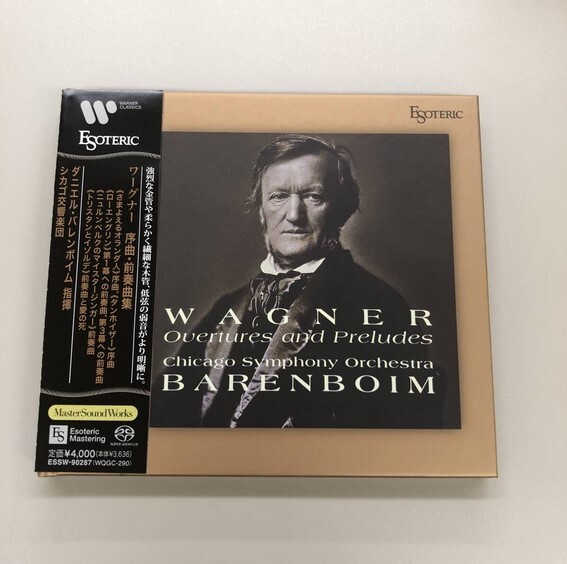 WARNER
CLASSICS
ESOTERIC
強烈な金管や柔らかく繊細な木管、低弦の弱音がより明晰に。
ワーグナー 序曲・前奏曲集
《さまよえるオランダ人》序曲、《タンホイザー》序曲
《ローエングリン》第1幕への前奏曲、第3幕への前奏曲
《ニュルンベルクのマイスタージンガー》前奏曲
《トリスタンとイゾルデ》前奏曲と愛の死
ダニエル・バレンボイム 指揮
シカゴ交響楽団
MasterSoundWorks
ES Esoteric
Mastering
SUPER AUDIO CD
定価¥4,000(本体¥3,636)
ESSW-90287 (WQGC-290)
ESOTERIC
WAGNER
Overtures and Preludes
Chicago Symphony Orchestra
BARENBOIM